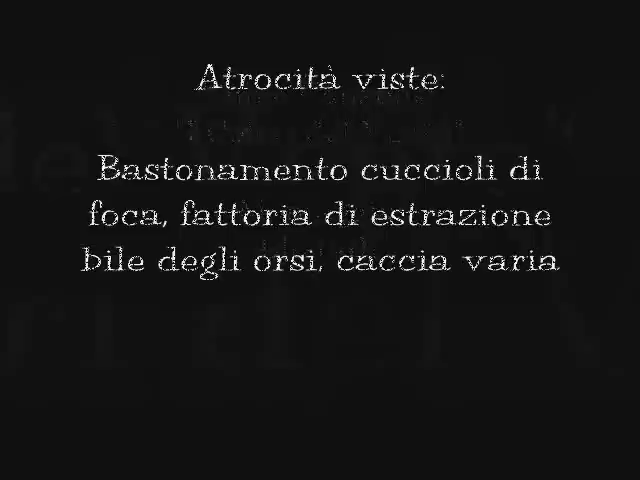 Atrocità viste:
Bastonamento cuccioli di
foca, fattoria di estrazione
bile degli orsi, caccia varia